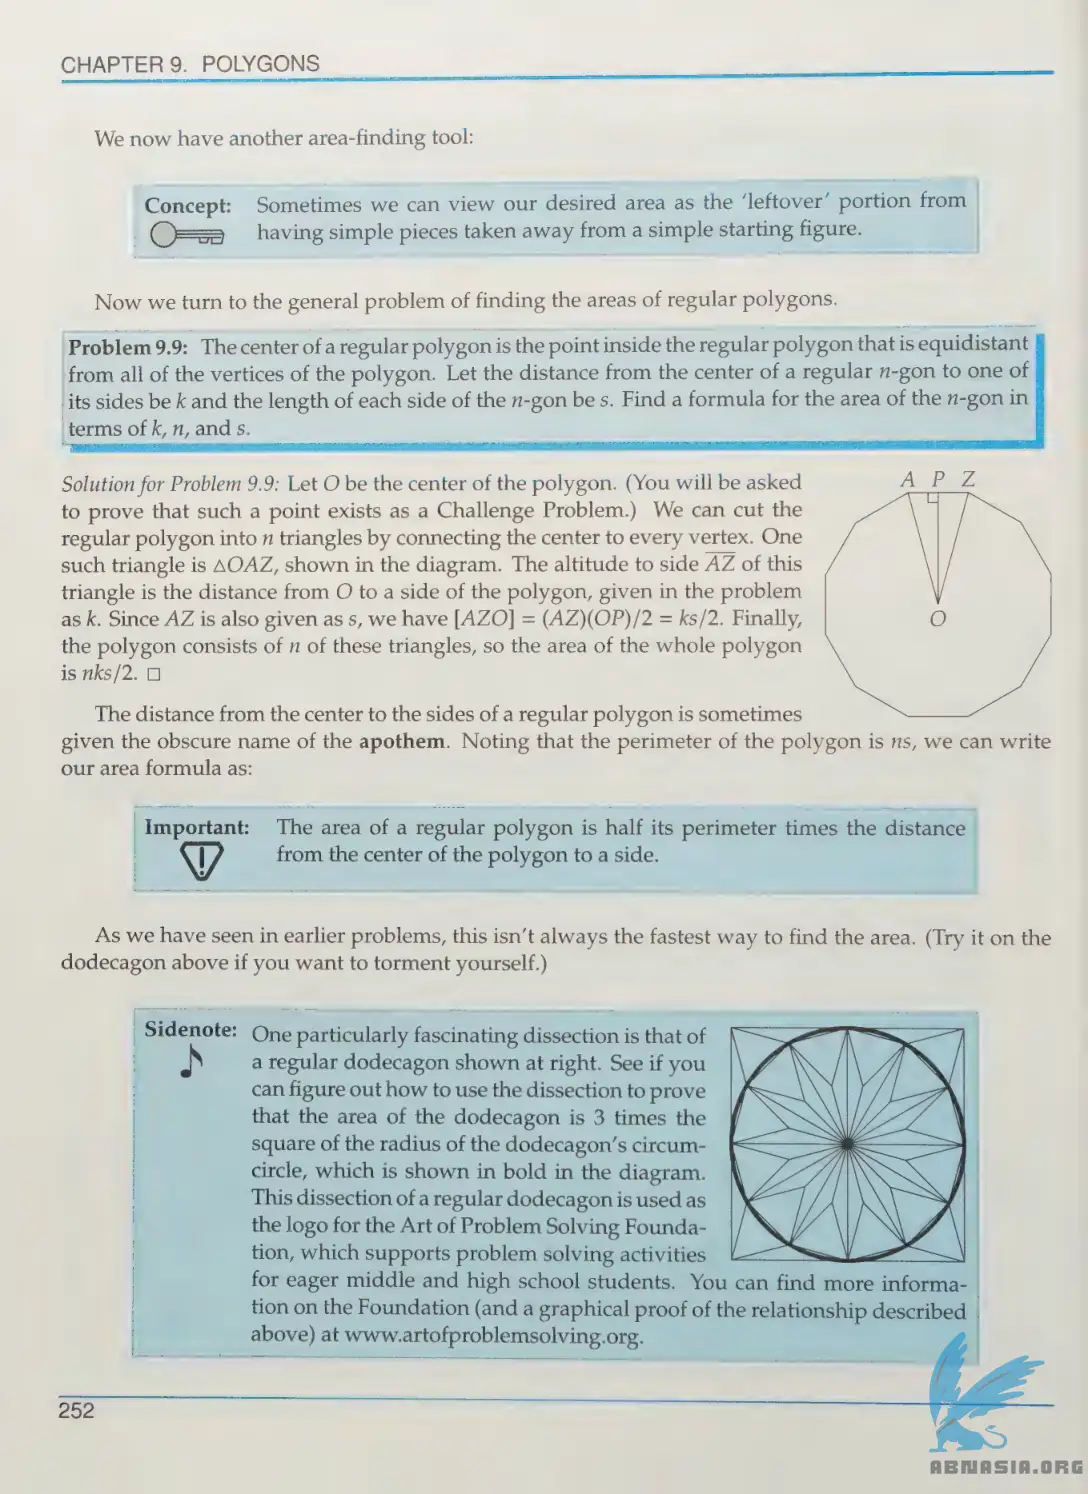 CHAPTER 9. POLYGONS
We now have another area-finding tool:
Concept: Sometimes we can view our desired area as the 'leftover' portion from
having simple pieces taken away from a simple starting figure.
Now we turn to the general problem of finding the areas of regular polygons.
Problem 9.9: The center of a regular polygon is the point inside the regular polygon that is equidistant
from all of the vertices of the polygon. Let the distance from the center of a regular n-gon to one of
its sides be k and the length of each side of the n-gon be s. Find a formula for the area of the n-gon in
terms of k, n, and s.
Solution for Problem 9.9: Let O be the center of the polygon. (You will be asked
to prove that such a point exists as a Challenge Problem.) We can cut the
regular polygon into n triangles by connecting the center to every vertex. One
such triangle is △OAZ, shown in the diagram. The altitude to side A̅Z̅ of this
triangle is the distance from O to a side of the polygon, given in the problem
as k. Since AZ is also given as s, we have [AZO] = (AZ)(OP)/2 = ks/2. Finally,
the polygon consists of n of these triangles, so the area of the whole polygon
is nks/2. □
A P Z
O
The distance from the center to the sides of a regular polygon is sometimes
given the obscure name of the apothem. Noting that the perimeter of the polygon is ns, we can write
our area formula as:
Important: The area of a regular polygon is half its perimeter times the distance
from the center of the polygon to a side.
As we have seen in earlier problems, this isn't always the fastest way to find the area. (Try it on the
dodecagon above if you want to torment yourself.)
Sidenote: One particularly fascinating dissection is that of
a regular dodecagon shown at right. See if you
can figure out how to use the dissection to prove
that the area of the dodecagon is 3 times the
square of the radius of the dodecagon's circum-
circle, which is shown in bold in the diagram.
This dissection of a regular dodecagon is used as
the logo for the Art of Problem Solving Founda-
tion, which supports problem solving activities
for eager middle and high school students. You can find more informa-
tion on the Foundation (and a graphical proof of the relationship described
above) at www.artofproblemsolving.org.
252
ABNASIA.ORG